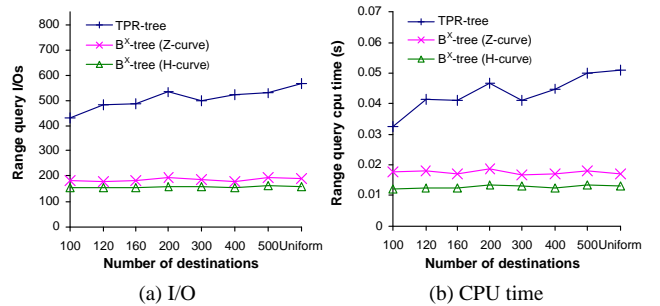 TPR-tree
Bˣ-tree (Z-curve)
Bˣ-tree (H-curve)
800
700
600
500
400
300
200
100
0
Range query I/Os
100 120 160 200 300 400 500 Uniform
Number of destinations
(a) I/O
TPR-tree
Bˣ-tree (Z-curve)
Bˣ-tree (H-curve)
0.07
0.06
0.05
0.04
0.03
0.02
0.01
0
Range query cpu time (s)
100 120 160 200 300 400 500Uniform
Number of destinations
(b) CPU time